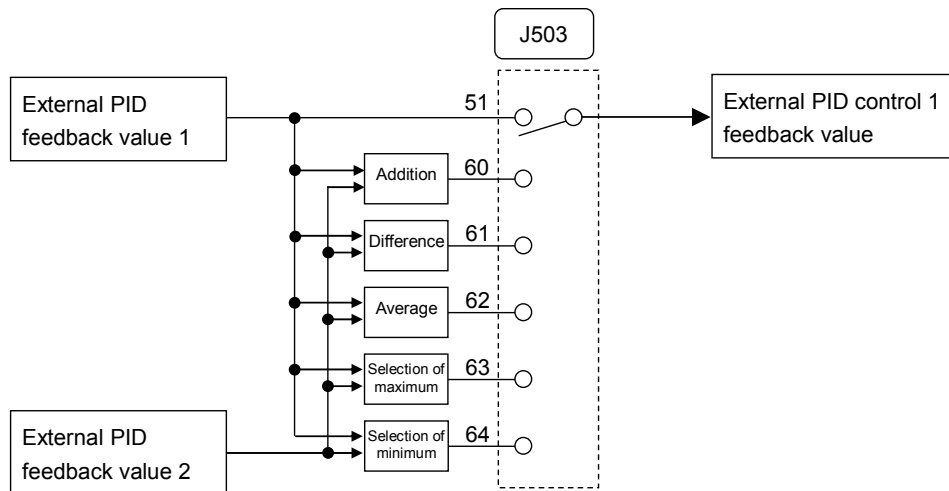 J503
External PID
feedback value 1
51
External PID control 1
feedback value
Addition
60
Difference
61
Average
62
Selection of
maximum
63
External PID
feedback value 2
Selection of
minimum
64